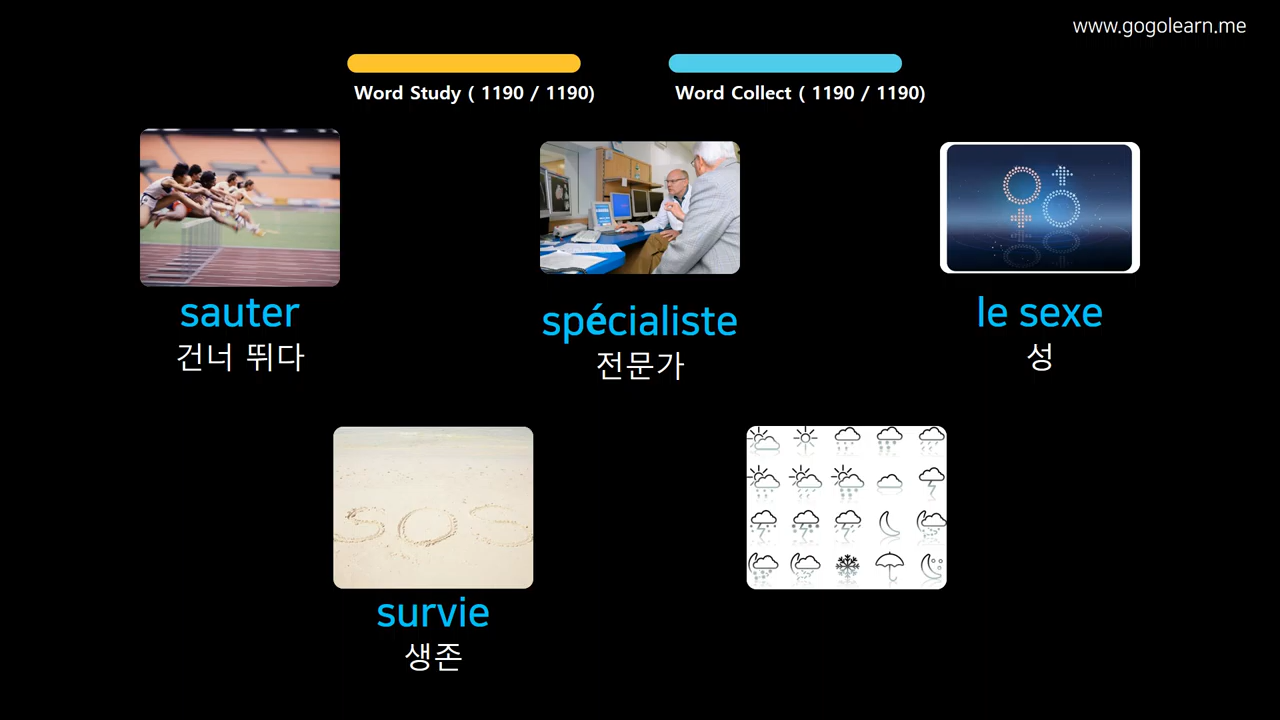 www.gogolearn.me
Word Study ( 1190 / 1190)
Word Collect ( 1190 / 1190)
sauter
건너 뛰다
spécialiste
전문가
le sexe
성
SOS
survie
생존